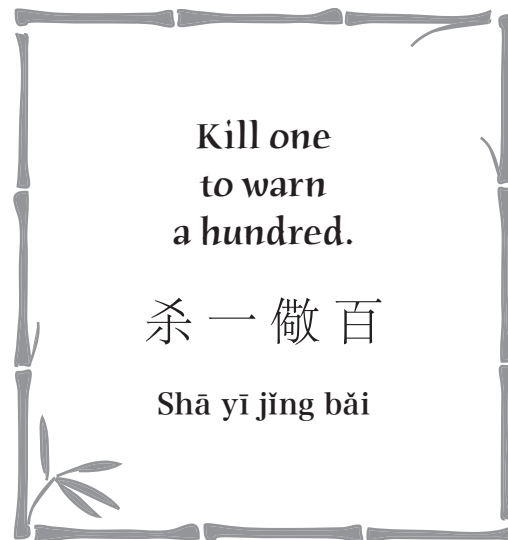 Kill one
to warn
a hundred.
杀一儆百
Shā yī jǐng bǎi